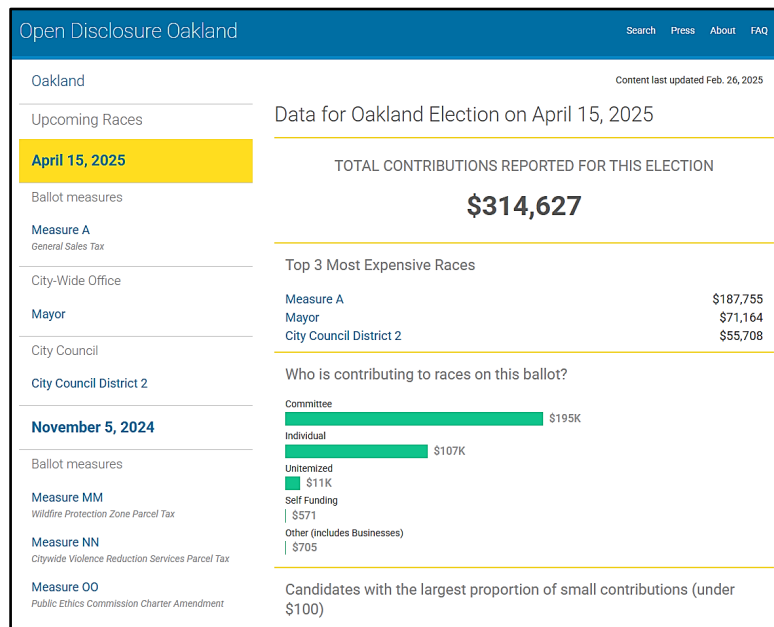 Open Disclosure Oakland
Search Press About FAQ
Oakland
Upcoming Races
April 15, 2025
Ballot measures
Measure A
General Sales Tax
City-Wide Office
Mayor
City Council
City Council District 2
November 5, 2024
Ballot measures
Measure MM
Wildfire Protection Zone Parcel Tax
Measure NN
Citywide Violence Reduction Services Parcel Tax
Measure OO
Public Ethics Commission Charter Amendment
Content last updated Feb. 26, 2025
Data for Oakland Election on April 15, 2025
TOTAL CONTRIBUTIONS REPORTED FOR THIS ELECTION
$314,627
Top 3 Most Expensive Races
Measure A $187,755
Mayor $71,164
City Council District 2 $55,708
Who is contributing to races on this ballot?
Committee
$195K
Individual
$107K
Unitemized
$11K
Self Funding
$571
Other (includes Businesses)
$705
Candidates with the largest proportion of small contributions (under
$100)